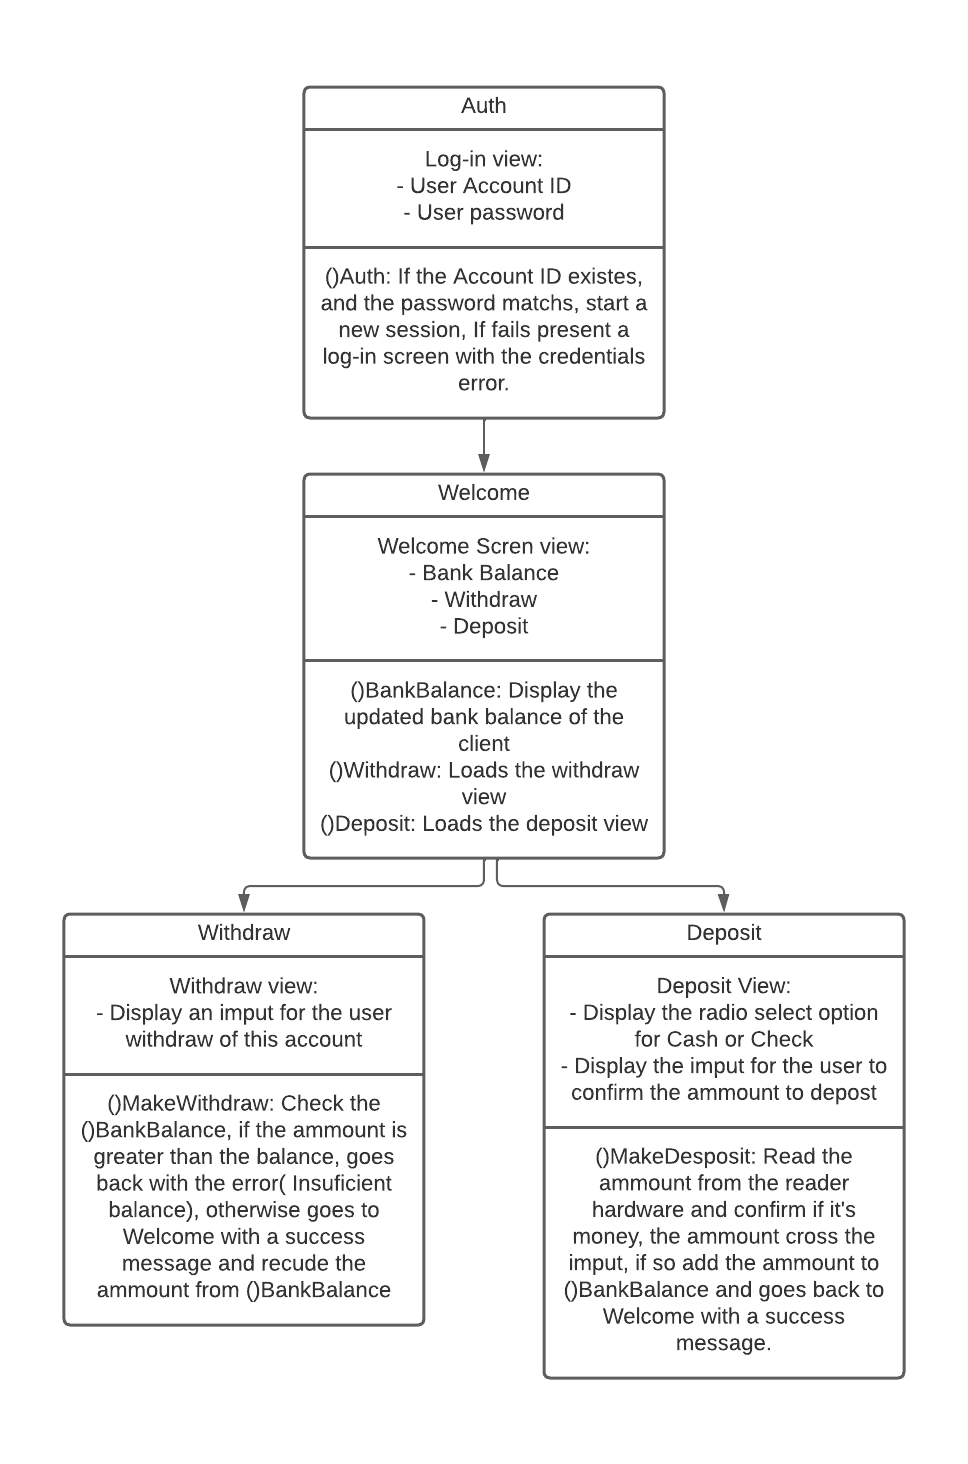 Auth
Log-in view:
- User Account ID
- User password
()Auth: If the Account ID existes,
and the password matchs, start a
new session, If fails present a
log-in screen with the credentials
error.
Welcome
Welcome Scren view:
- Bank Balance
- Withdraw
- Deposit
()BankBalance: Display the
updated bank balance of the
client
()Withdraw: Loads the withdraw
view
()Deposit: Loads the deposit view
Withdraw
Withdraw view:
- Display an imput for the user
withdraw of this account
()MakeWithdraw: Check the
()BankBalance, if the ammount is
greater than the balance, goes
back with the error( Insuficient
balance), otherwise goes to
Welcome with a success
message and recude the
ammount from ()BankBalance
Deposit
Deposit View:
- Display the radio select option
for Cash or Check
- Display the imput for the user to
confirm the ammount to depost
()MakeDesposit: Read the
ammount from the reader
hardware and confirm if it's
money, the ammount cross the
imput, if so add the ammount to
()BankBalance and goes back to
Welcome with a success
message.